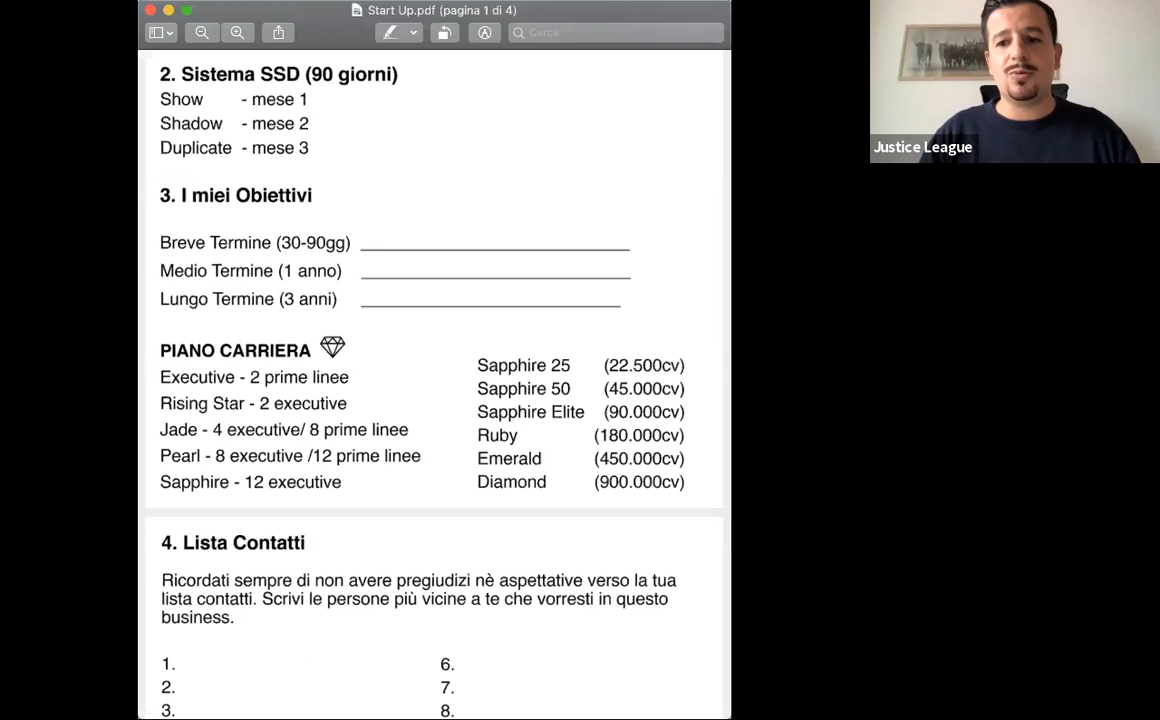 Start Up.pdf (pagina 1 di 4)
Cerca
2. Sistema SSD (90 giorni)
Show - mese 1
Shadow - mese 2
Duplicate - mese 3
3. I miei Obiettivi
Breve Termine (30-90gg)
Medio Termine (1 anno)
Lungo Termine (3 anni)
PIANO CARRIERA
Executive - 2 prime linee
Rising Star - 2 executive
Jade - 4 executive/ 8 prime linee
Pearl - 8 executive /12 prime linee
Sapphire - 12 executive
Sapphire 25 (22.500cv)
Sapphire 50 (45.000cv)
Sapphire Elite (90.000cv)
Ruby (180.000cv)
Emerald (450.000cv)
Diamond (900.000cv)
4. Lista Contatti
Ricordati sempre di non avere pregiudizi nè aspettative verso la tua
lista contatti. Scrivi le persone più vicine a te che vorresti in questo
business.
1.
2.
3.
6.
7.
8.
Justice League